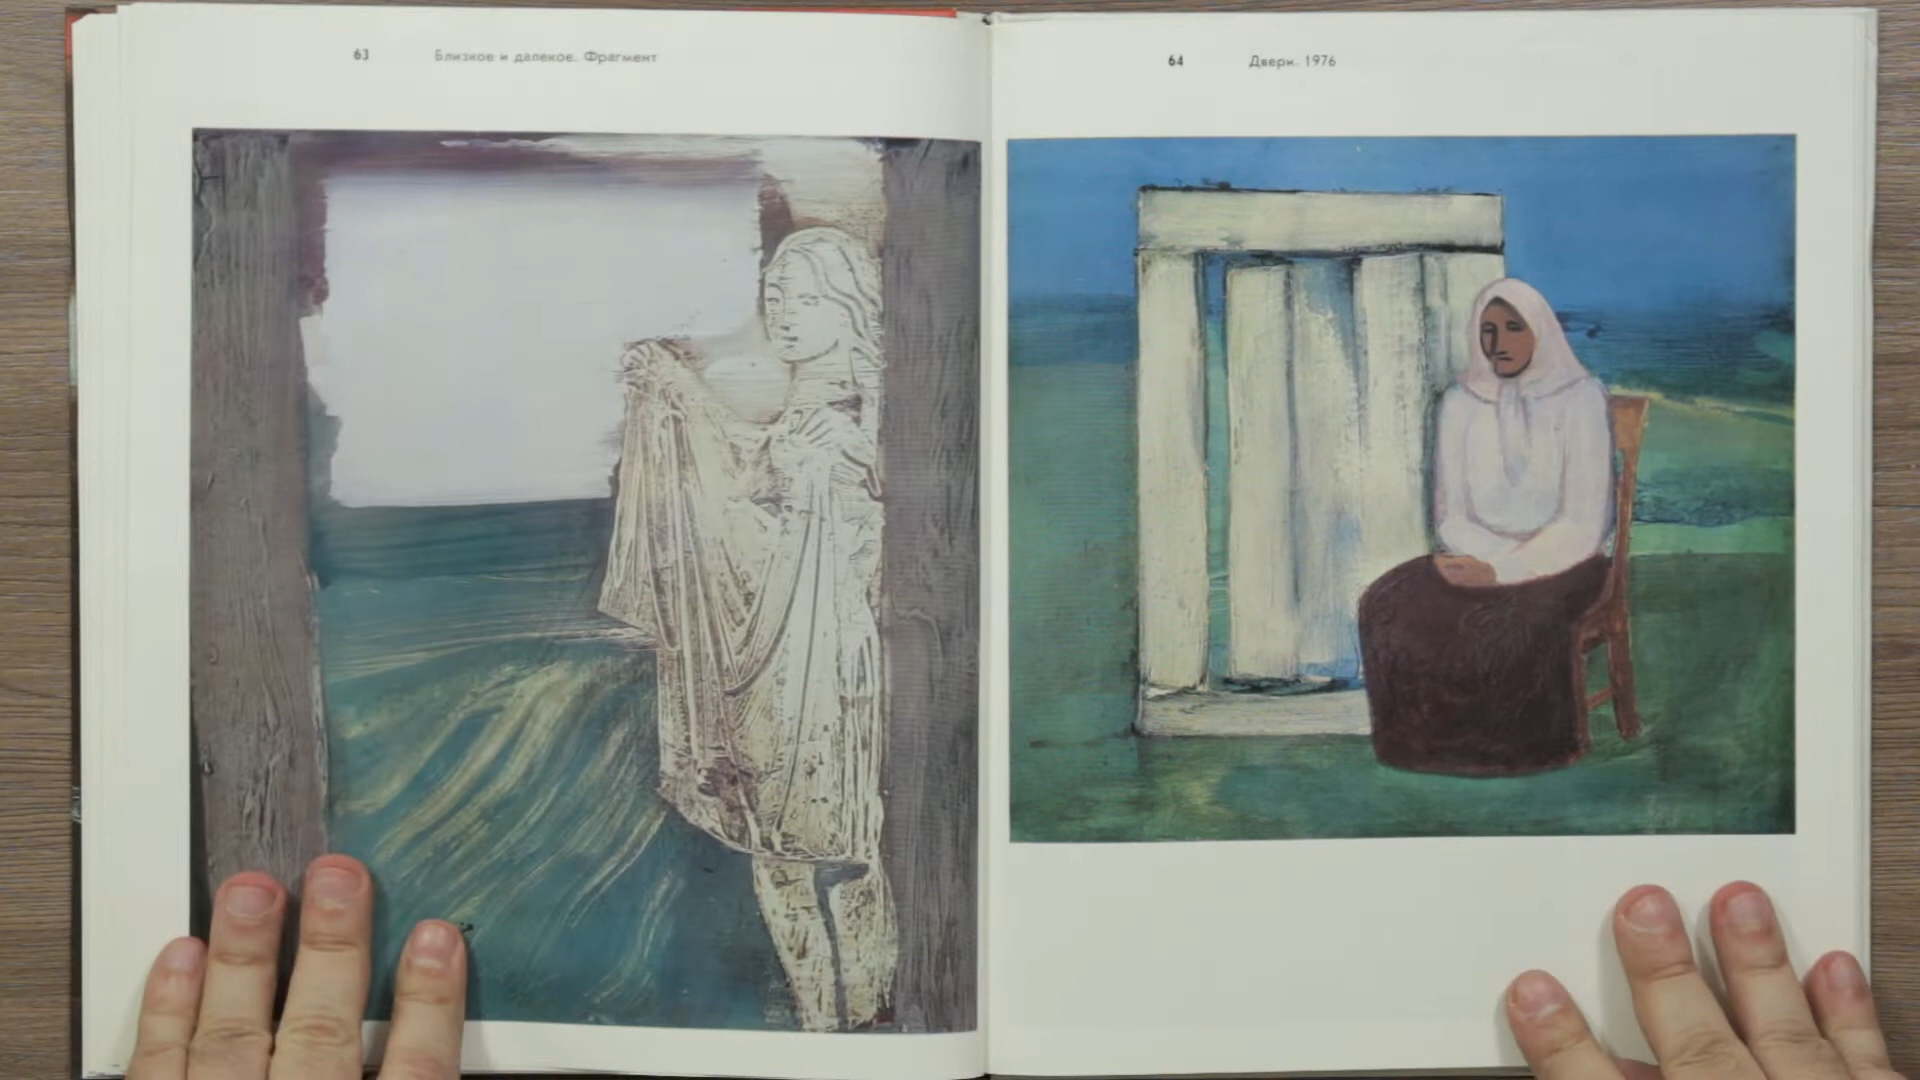 63 Близкое и далекое. Фрагмент
64 Двери. 1976